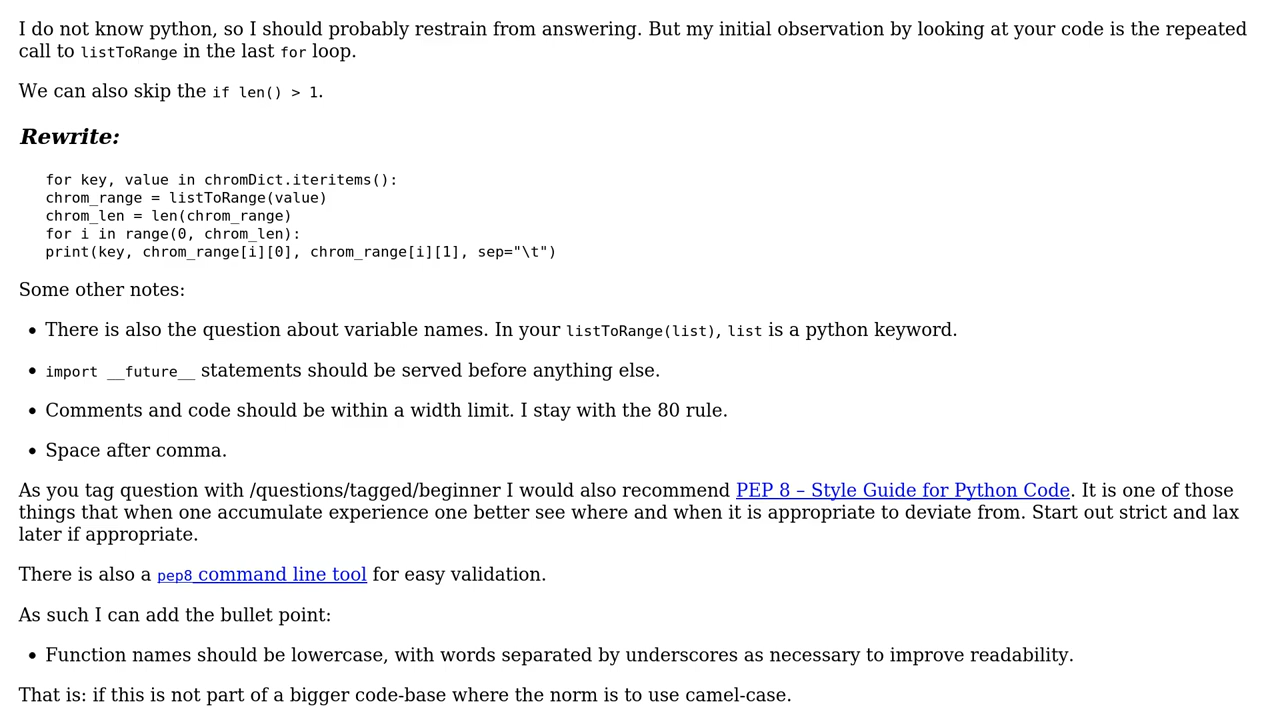 I do not know python, so I should probably restrain from answering. But my initial observation by looking at your code is the repeated
call to listToRange in the last for loop.
We can also skip the if len() > 1.
Rewrite:
for key, value in chromDict.iteritems():
chrom_range = listToRange(value)
chrom_len = len(chrom_range)
for i in range(0, chrom_len):
print(key, chrom_range[i][0], chrom_range[i][1], sep="\t")
Some other notes:
• There is also the question about variable names. In your listToRange(list), list is a python keyword.
• import __future__ statements should be served before anything else.
• Comments and code should be within a width limit. I stay with the 80 rule.
• Space after comma.
As you tag question with /questions/tagged/beginner I would also recommend PEP 8 – Style Guide for Python Code. It is one of those
things that when one accumulate experience one better see where and when it is appropriate to deviate from. Start out strict and lax
later if appropriate.
There is also a pep8 command line tool for easy validation.
As such I can add the bullet point:
• Function names should be lowercase, with words separated by underscores as necessary to improve readability.
That is: if this is not part of a bigger code-base where the norm is to use camel-case.